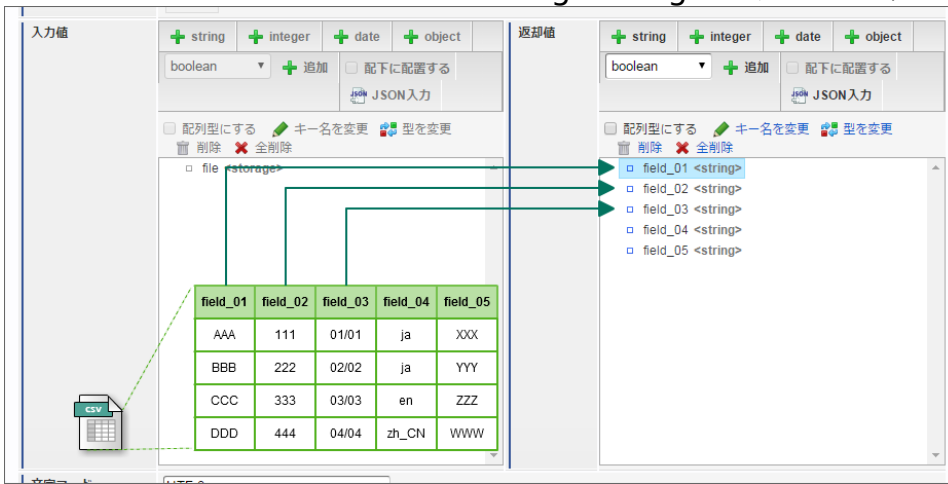 入力値
string integer date object
boolean 追加 配下に配置する
JSON JSON入力
配列型にする キー名を変更 型を変更
削除 全削除
file <storage>
field_01 field_02 field_03 field_04 field_05
AAA 111 01/01 ja XXX
BBB 222 02/02 ja YYY
CCC 333 03/03 en ZZZ
DDD 444 04/04 zh_CN WWW
CSV
返却値
string integer date object
boolean 追加 配下に配置する
JSON JSON入力
配列型にする キー名を変更 型を変更
削除 全削除
field_01 <string>
field_02 <string>
field_03 <string>
field_04 <string>
field_05 <string>